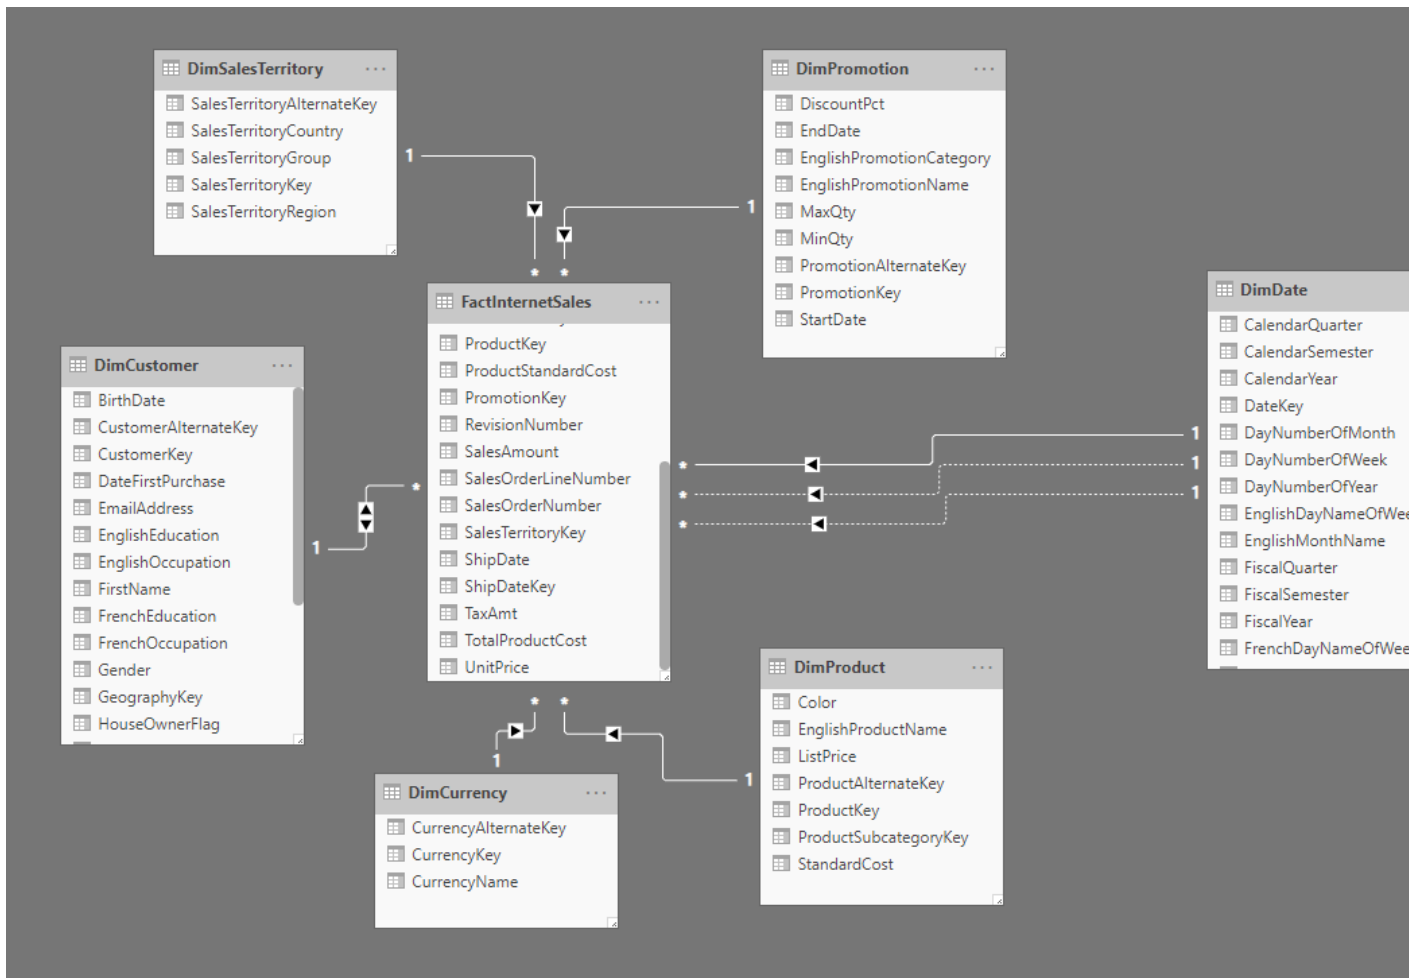 DimSalesTerritory
SalesTerritoryAlternateKey
SalesTerritoryCountry
SalesTerritoryGroup
SalesTerritoryKey
SalesTerritoryRegion
1
*
DimPromotion
DiscountPct
EndDate
EnglishPromotionCategory
EnglishPromotionName
MaxQty
MinQty
PromotionAlternateKey
PromotionKey
StartDate
1
*
FactInternetSales
ProductKey
ProductStandardCost
PromotionKey
RevisionNumber
SalesAmount
SalesOrderLineNumber
SalesOrderNumber
SalesTerritoryKey
ShipDate
ShipDateKey
TaxAmt
TotalProductCost
UnitPrice
DimCustomer
BirthDate
CustomerAlternateKey
CustomerKey
DateFirstPurchase
EmailAddress
EnglishEducation
EnglishOccupation
FirstName
FrenchEducation
FrenchOccupation
Gender
GeographyKey
HouseOwnerFlag
1
*
DimDate
CalendarQuarter
CalendarSemester
CalendarYear
DateKey
DayNumberOfMonth
DayNumberOfWeek
DayNumberOfYear
EnglishDayNameOfWee
EnglishMonthName
FiscalQuarter
FiscalSemester
FiscalYear
FrenchDayNameOfWee
* 1
* 1
* 1
DimCurrency
CurrencyAlternateKey
CurrencyKey
CurrencyName
1
*
DimProduct
Color
EnglishProductName
ListPrice
ProductAlternateKey
ProductKey
ProductSubcategoryKey
StandardCost
1
*